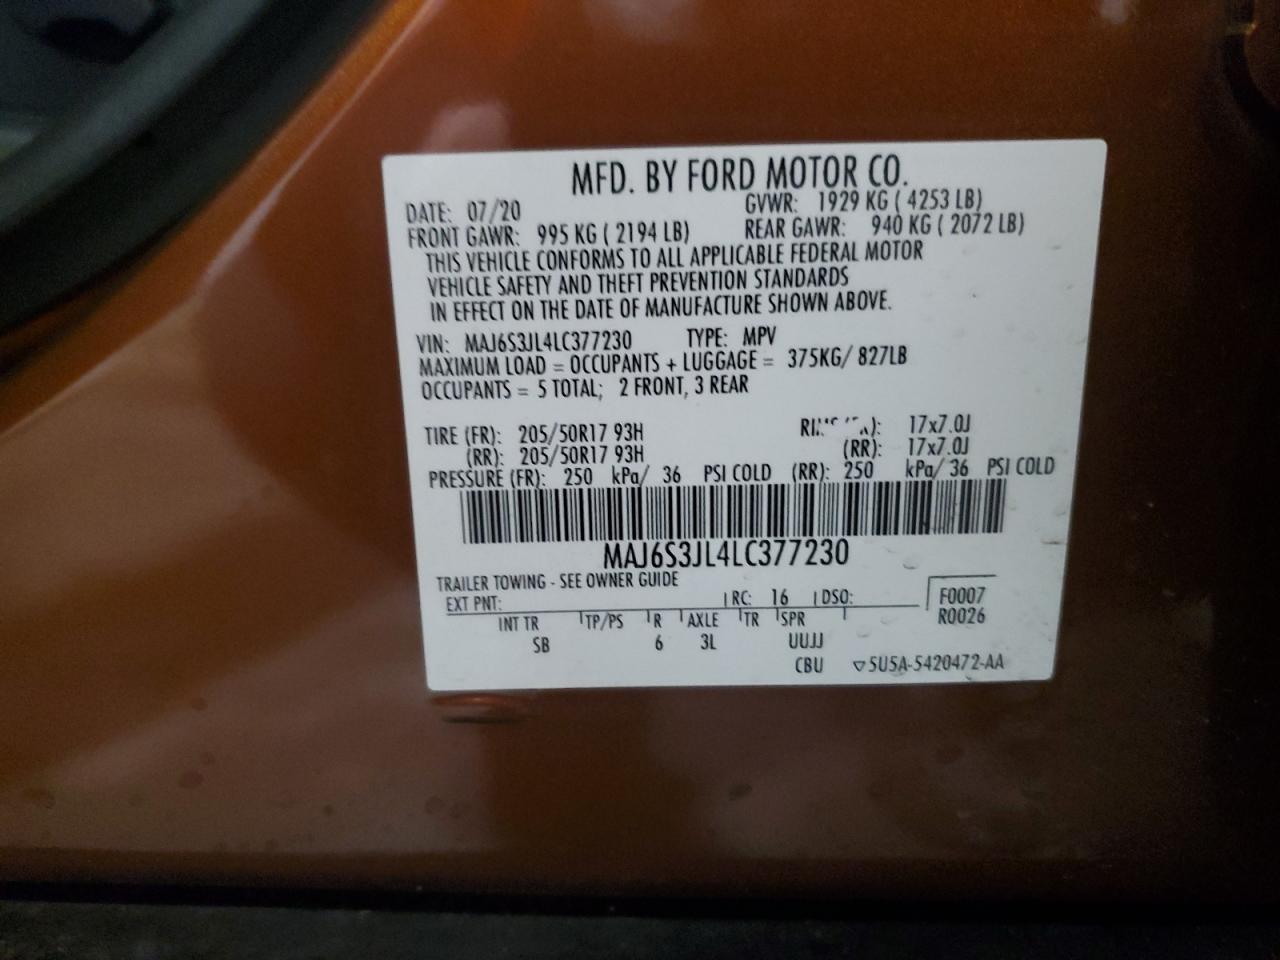 MFD. BY FORD MOTOR CO.
DATE: 07/20 GVWR: 1929 KG ( 4253 LB)
FRONT GAWR: 995 KG ( 2194 LB) REAR GAWR: 940 KG ( 2072 LB)
THIS VEHICLE CONFORMS TO ALL APPLICABLE FEDERAL MOTOR
VEHICLE SAFETY AND THEFT PREVENTION STANDARDS
IN EFFECT ON THE DATE OF MANUFACTURE SHOWN ABOVE.
VIN: MAJ6S3JL4LC377230 TYPE: MPV
MAXIMUM LOAD = OCCUPANTS + LUGGAGE = 375KG/ 827LB
OCCUPANTS = 5 TOTAL; 2 FRONT, 3 REAR
TIRE (FR): 205/50R17 93H 17x7.0J
(RR): 205/50R17 93H (RR): 17x7.0J
PRESSURE (FR): 250 kPa/ 36 PSI COLD (RR): 250 kPa/ 36 PSI COLD
MAJ6S3JL4LC377230
TRAILER TOWING - SEE OWNER GUIDE
EXT PNT: RC: 16 DSO: F0007
R0026
INT TR TP/PS R AXLE TR SPR
SB 6 3L UUJJ
CBU 5U5A-5420472-AA